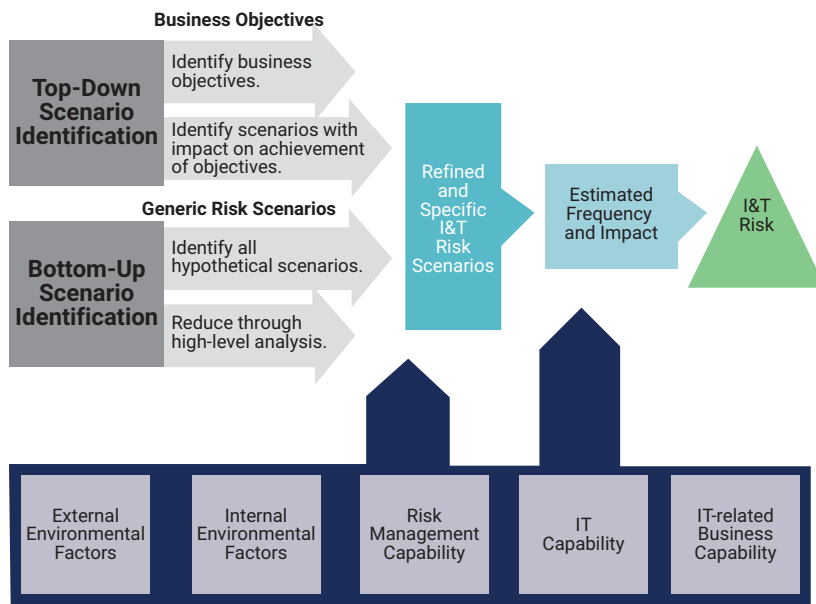 Business Objectives
Top-Down
Scenario
Identification
Identify business
objectives.
Identify scenarios with
impact on achievement
of objectives.
Generic Risk Scenarios
Bottom-Up
Scenario
Identification
Identify all
hypothetical scenarios.
Reduce through
high-level analysis.
Refined
and
Specific
I&T
Risk
Scenarios
Estimated
Frequency
and Impact
I&T
Risk
External
Environmental
Factors
Internal
Environmental
Factors
Risk
Management
Capability
IT
Capability
IT-related
Business
Capability